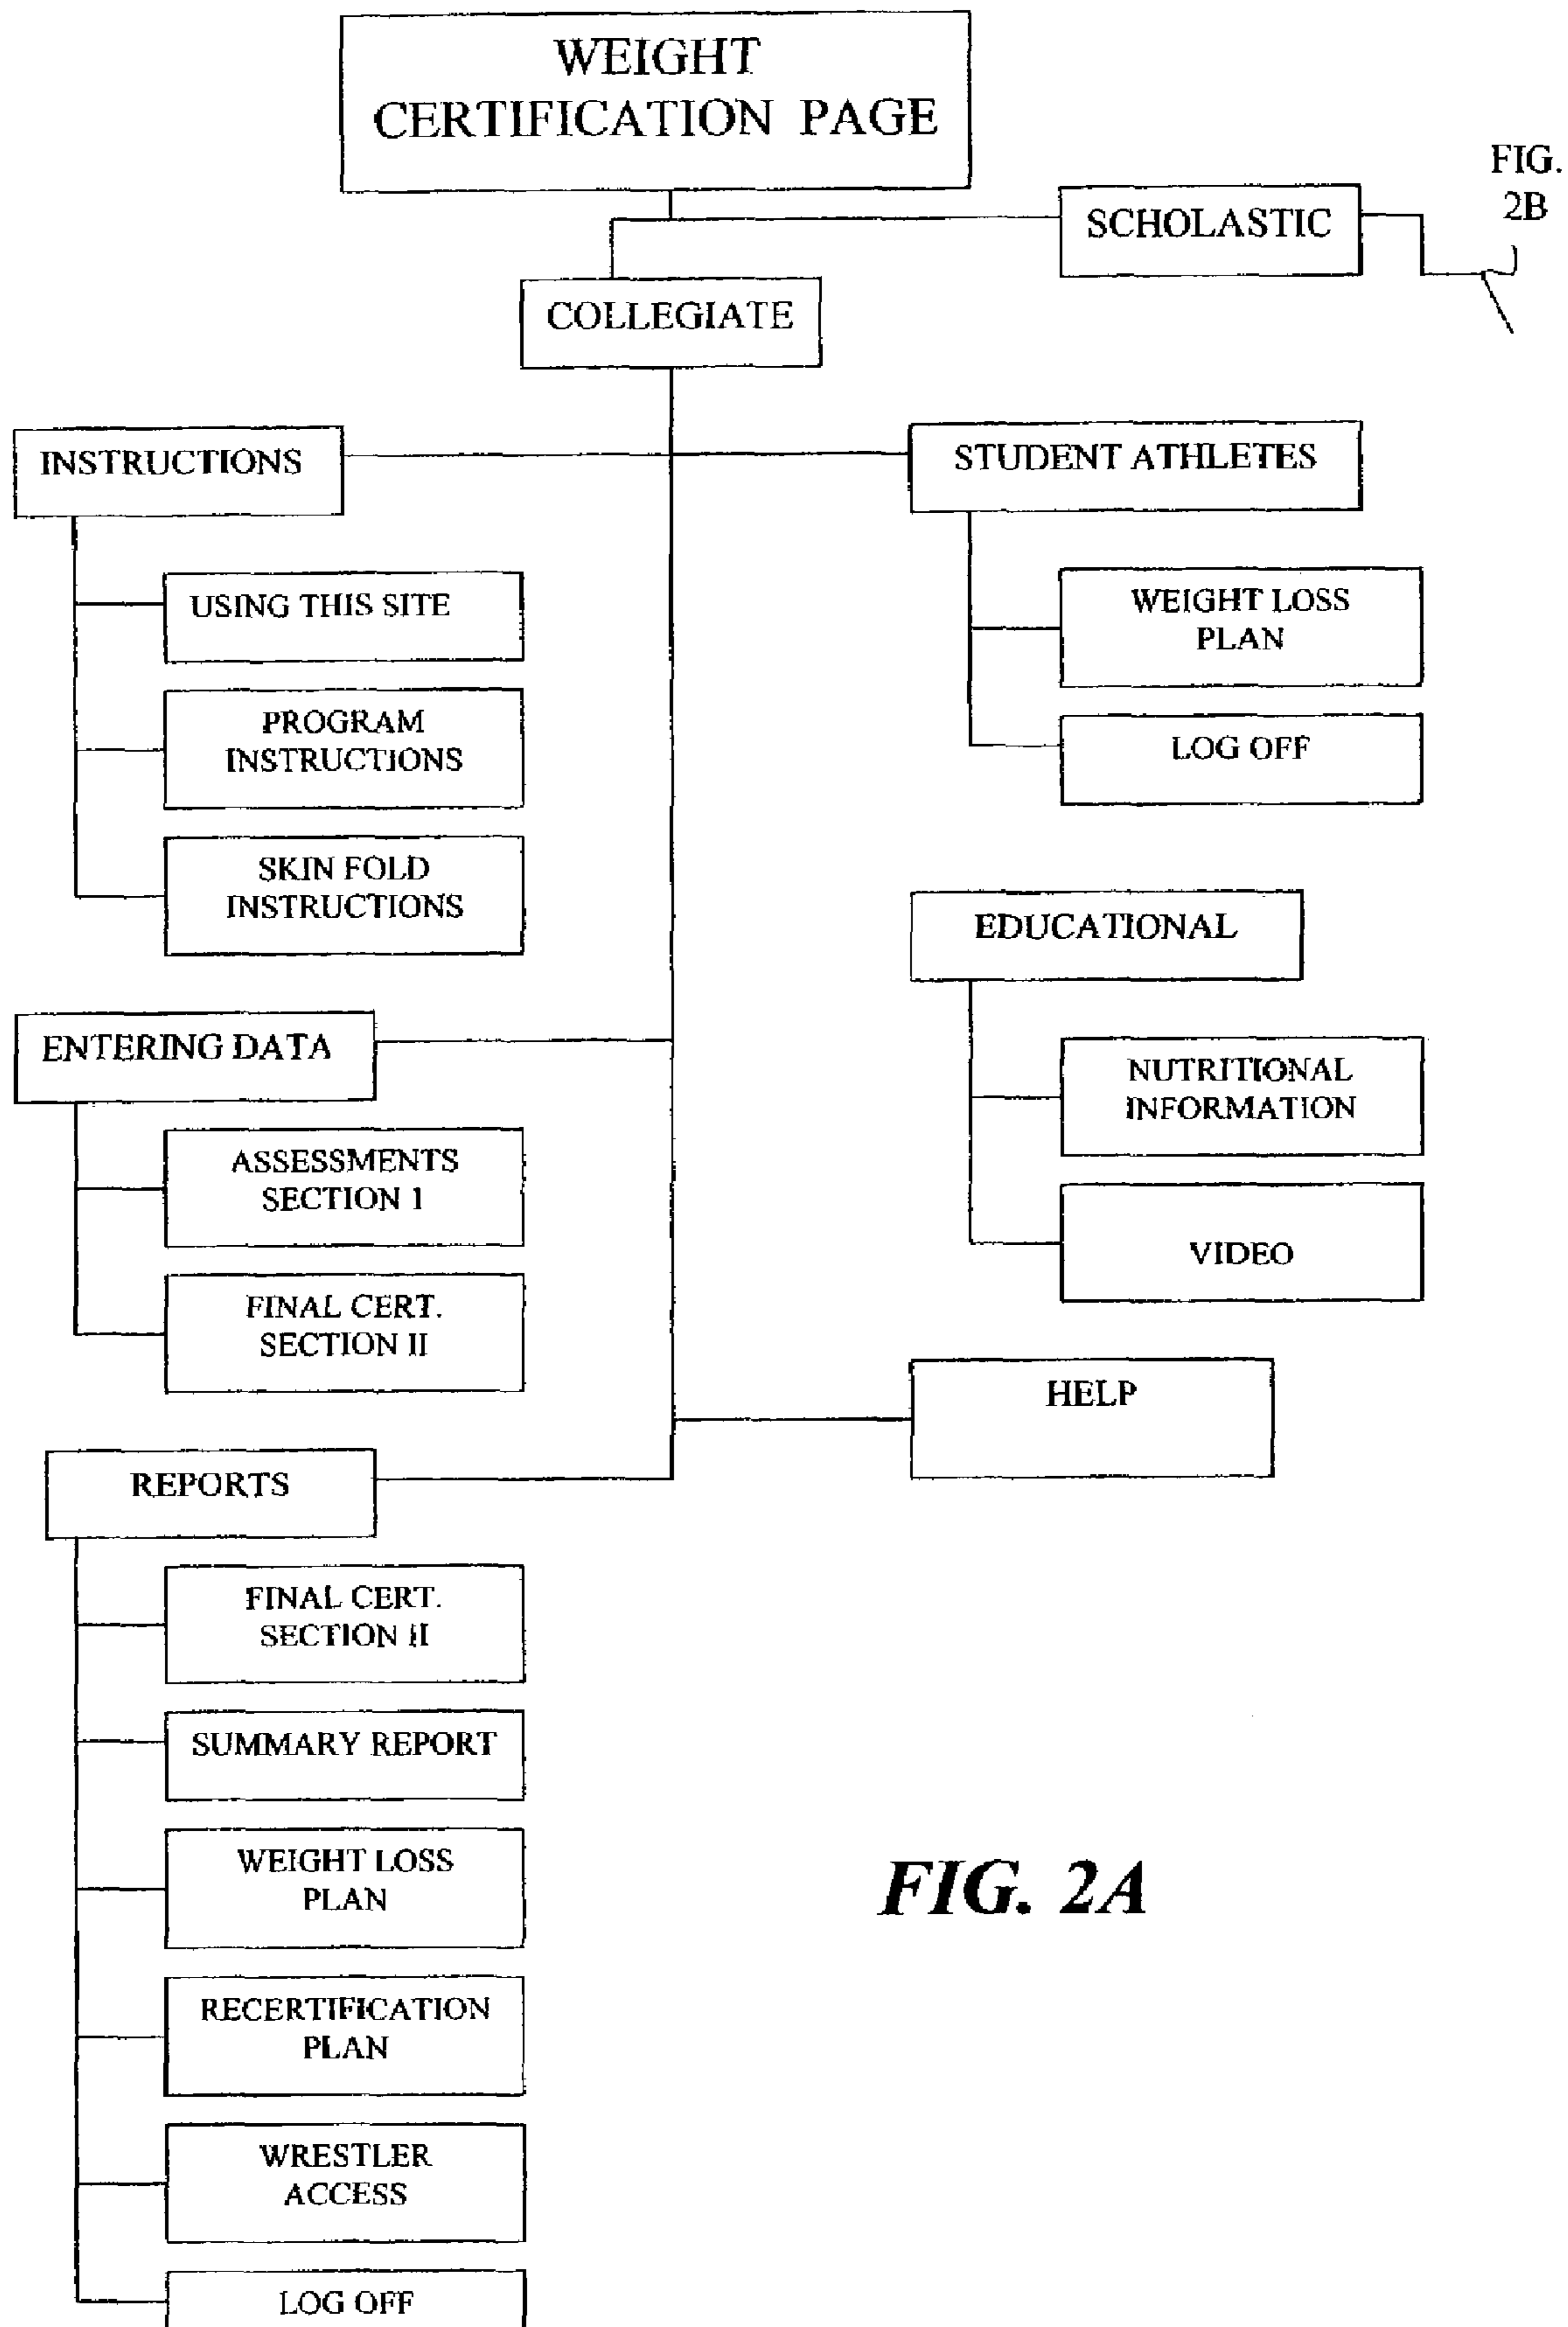 WEIGHT
CERTIFICATION PAGE
FIG.
2B
SCHOLASTIC
COLLEGIATE
INSTRUCTIONS
USING THIS SITE
PROGRAM
INSTRUCTIONS
SKIN FOLD
INSTRUCTIONS
ENTERING DATA
ASSESSMENTS
SECTION I
FINAL CERT.
SECTION II
REPORTS
FINAL CERT.
SECTION II
SUMMARY REPORT
WEIGHT LOSS
PLAN
RECERTIFICATION
PLAN
WRESTLER
ACCESS
LOG OFF
STUDENT ATHLETES
WEIGHT LOSS
PLAN
LOG OFF
EDUCATIONAL
NUTRITIONAL
INFORMATION
VIDEO
HELP
FIG. 2A